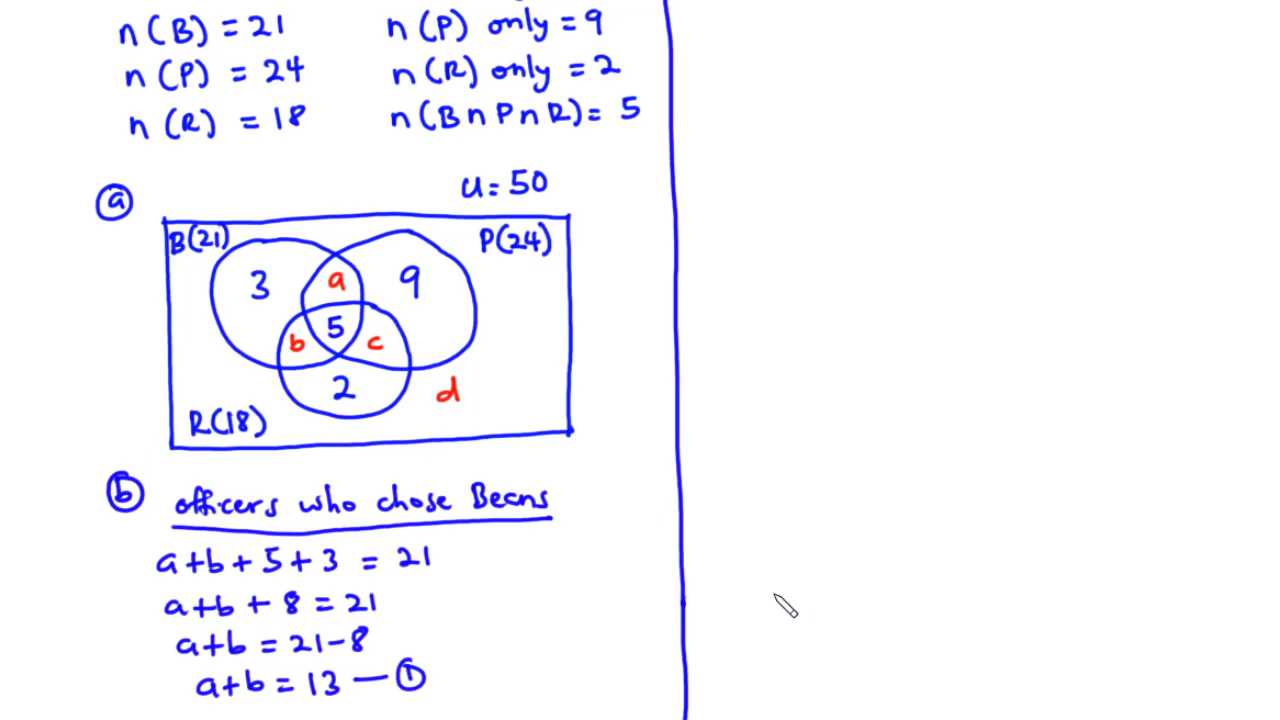 n(B) = 21 n(P) only = 9
n(P) = 24 n(R) only = 2
n(R) = 18 n(B n P n R) = 5
a
u = 50
B(21) P(24)
3 a 9
5
b c
2 d
R(18)
b officers who chose Beans
a+b+5+3 = 21
a+b+8 = 21
a+b = 21-8
a+b = 13 — 1